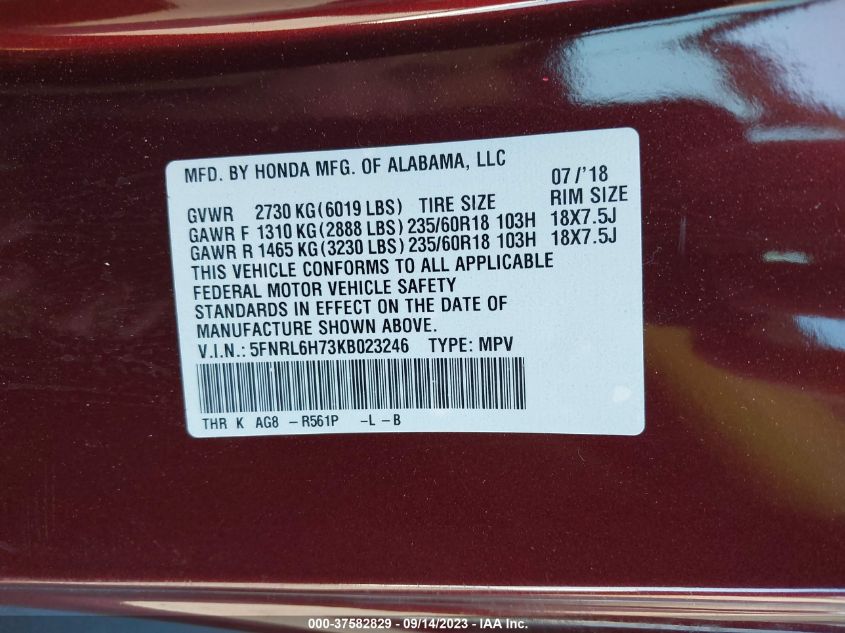 MFD. BY HONDA MFG. OF ALABAMA, LLC 07/'18
GVWR 2730 KG(6019 LBS) TIRE SIZE RIM SIZE
GAWR F 1310 KG(2888 LBS) 235/60R18 103H 18X7.5J
GAWR R 1465 KG(3230 LBS) 235/60R18 103H 18X7.5J
THIS VEHICLE CONFORMS TO ALL APPLICABLE
FEDERAL MOTOR VEHICLE SAFETY
STANDARDS IN EFFECT ON THE DATE OF
MANUFACTURE SHOWN ABOVE.
V.I.N.: 5FNRL6H73KB023246 TYPE: MPV
THR K AG8 -R561P -L -B
000-37582829 - 09/14/2023 - IAA Inc.